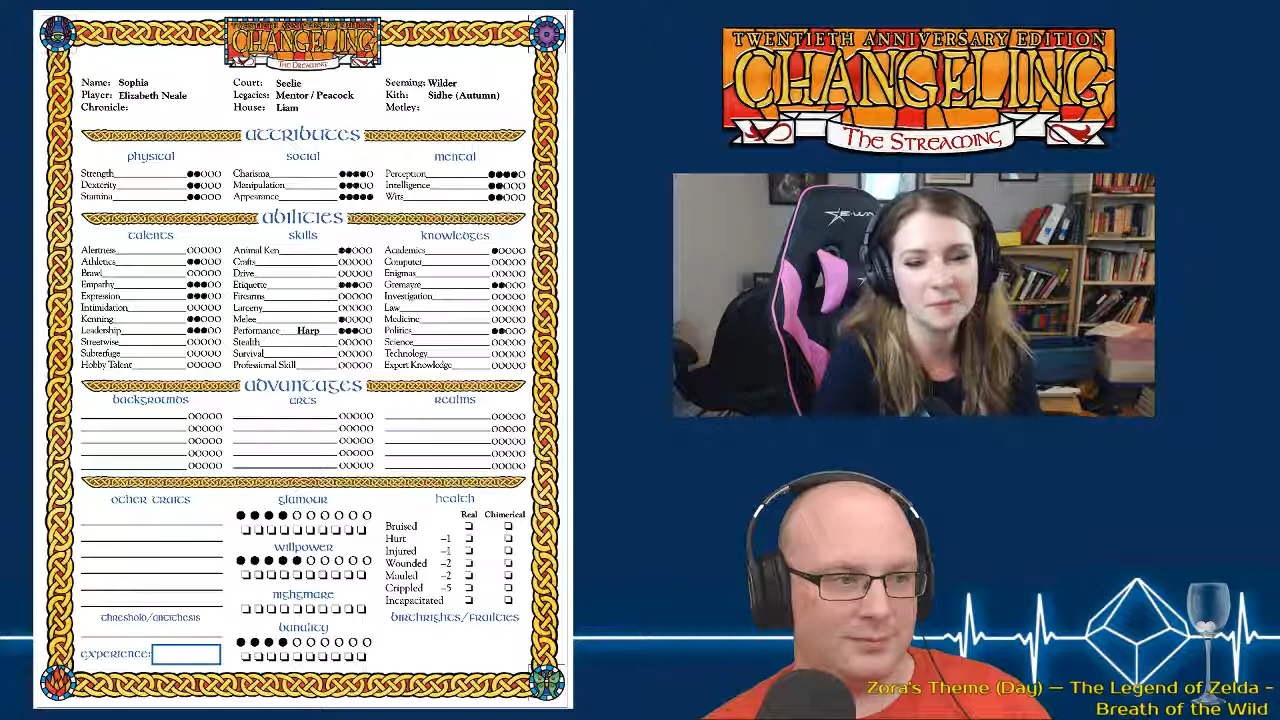 TWENTIETH ANNIVERSARY EDITION
CHANGELING
The Dreaming
Name: Sophia
Player: Elizabeth Neale
Chronicle:
Court: Seelie
Legacies: Mentor / Peacock
House: Liam
Seeming: Wilder
Kith: Sidhe (Autumn)
Motley:
attributes
physical social mental
Strength Charisma Perception
Dexterity Manipulation Intelligence
Stamina Appearance Wits
abilities
talents skills knowledges
Alertness Animal Ken Academics
Athletics Crafts Computer
Brawl Drive Enigmas
Empathy Etiquette Gremayre
Expression Firearms Investigation
Intimidation Larceny Law
Kenning Melee Medicine
Leadership Performance Harp Politics
Streetwise Stealth Science
Subterfuge Survival Technology
Hobby Talent Professional Skill Expert Knowledge
advantages
backgrounds arts realms
other traits
threshold/antithesis
experience:
glamour
willpower
nightmare
banality
health
Real Chimerical
Bruised
Hurt -1
Injured -1
Wounded -2
Mauled -2
Crippled -5
Incapacitated
birthrights/frailties
TWENTIETH ANNIVERSARY EDITION
CHANGELING
The Streaming
Zora's Theme (Day) — The Legend of Zelda -
Breath of the Wild